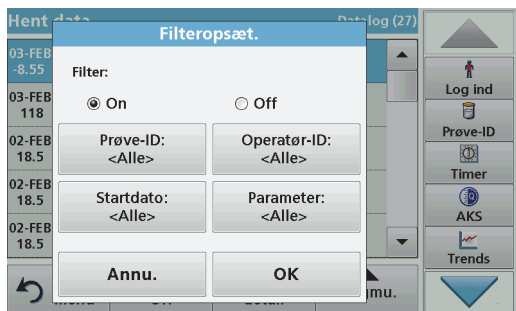 Hent data
Datalog (27)
Filteropsæt.
03-FEB
-8.55
Filter:
On
Off
03-FEB
118
Prøve-ID:
<Alle>
Operatør-ID:
<Alle>
02-FEB
18.5
Startdato:
<Alle>
Parameter:
<Alle>
02-FEB
18.5
02-FEB
18.5
Annu.
OK
Log ind
Prøve-ID
Timer
AKS
Trends